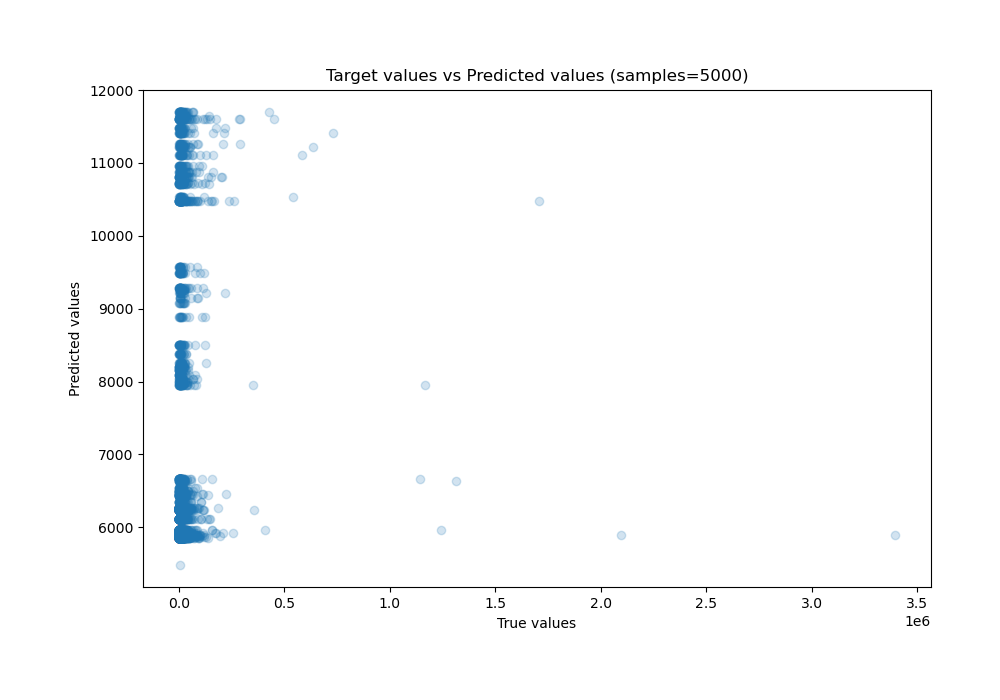 Target values vs Predicted values (samples=5000)
12000
11000
10000
9000
8000
7000
6000
Predicted values
0.0 0.5 1.0 1.5 2.0 2.5 3.0 3.5
1e6
True values